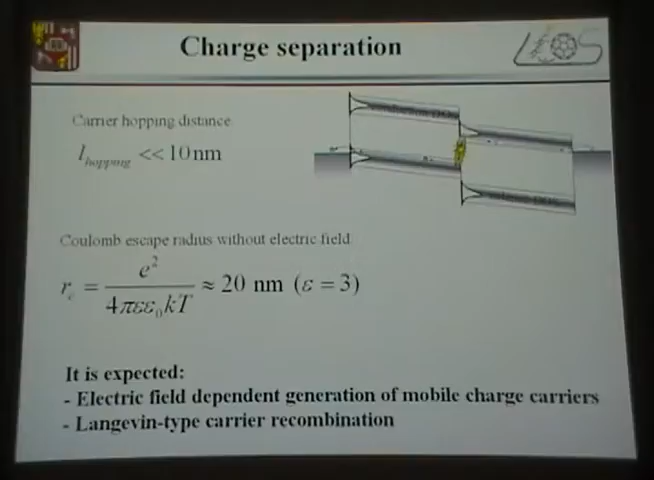 Charge separation
LIOS
Carrier hopping distance
l_hopping << 10 nm
Coulomb escape radius without electric field
r_c = e² / 4πεε₀kT ≈ 20 nm (ε = 3)
It is expected:
- Electric field dependent generation of mobile charge carriers
- Langevin-type carrier recombination